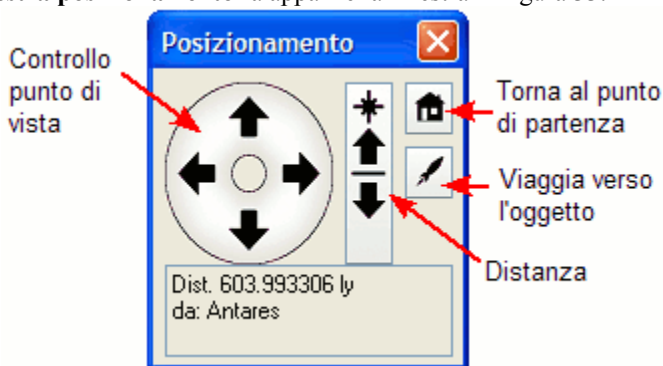 Posizionamento
Controllo
punto di
vista
Torna al punto
di partenza
Viaggia verso
l'oggetto
Distanza
Dist. 603.993306 ly
da: Antares